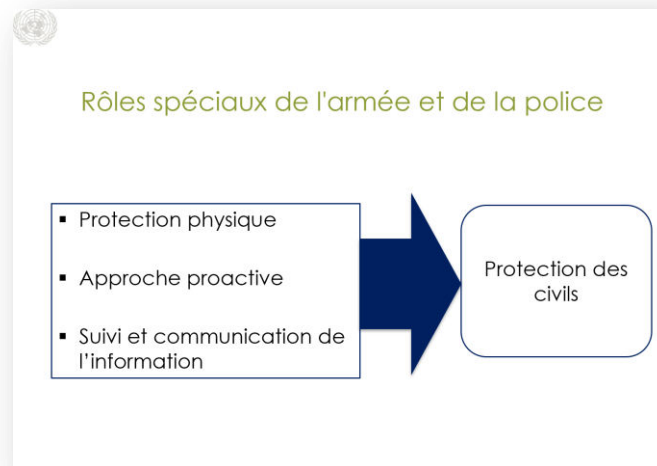 Rôles spéciaux de l'armée et de la police
▪ Protection physique
▪ Approche proactive
▪ Suivi et communication de
l’information
Protection des
civils